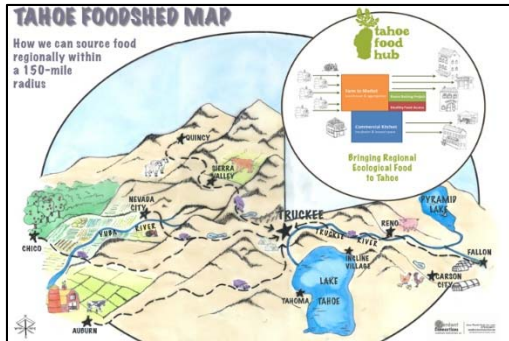 TAHOE FOODSHED MAP
How we can source food
regionally within
a 150-mile
radius
tahoe
food
hub
Farm to Market
Commercial Kitchen
Bringing Regional
Ecological Food
to Tahoe
QUINCY
SIERRA
VALLEY
NEVADA
CITY
YUBA
RIVER
CHICO
AUBURN
TRUCKEE
TRUCKEE
RIVER
RENO
PYRAMID
LAKE
FALLON
INCLINE
VILLAGE
CARSON
CITY
LAKE
TAHOE
TAHOMA